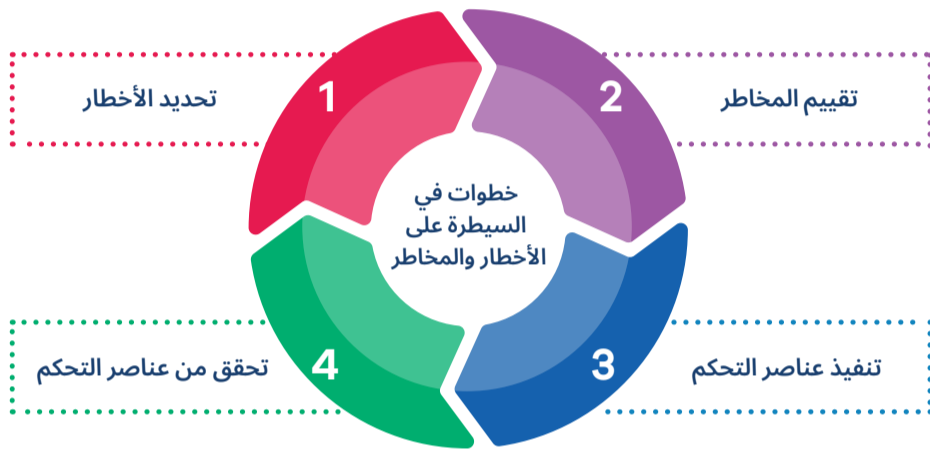 خطوات في
السيطرة على
الأخطار والمخاطر
1
تحديد الأخطار
2
تقييم المخاطر
3
تنفيذ عناصر التحكم
4
تحقق من عناصر التحكم